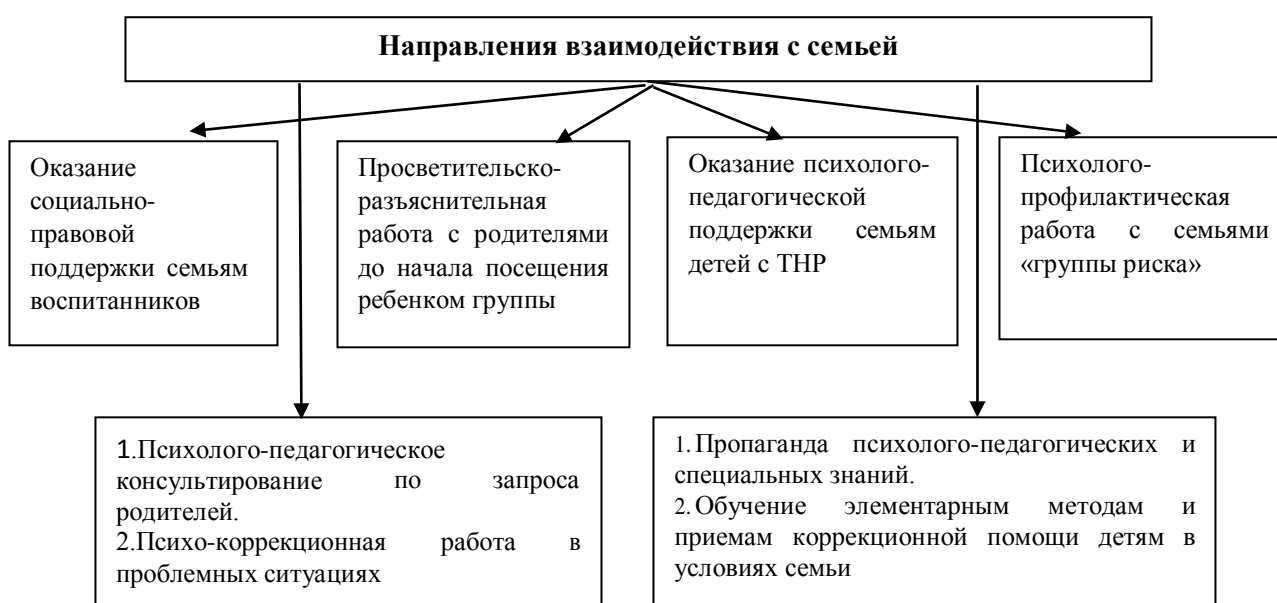 Направления взаимодействия с семьей
Оказание
социально-
правовой
поддержки семьям
воспитанников
Просветительско-
разъяснительная
работа с родителями
до начала посещения
ребенком группы
Оказание психолого-
педагогической
поддержки семьям
детей с ТНР
Психолого-
профилактическая
работа с семьями
«группы риска»
1.Психолого-педагогическое
консультирование по запроса
родителей.
2.Психо-коррекционная работа в
проблемных ситуациях
1. Пропаганда психолого-педагогических и
специальных знаний.
2. Обучение элементарным методам и
приемам коррекционной помощи детям в
условиях семьи